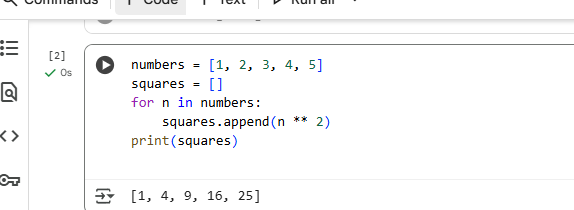 Commands
Code
Text
Run all
[2]
0s
numbers = [1, 2, 3, 4, 5]
squares = []
for n in numbers:
    squares.append(n ** 2)
print(squares)
[1, 4, 9, 16, 25]